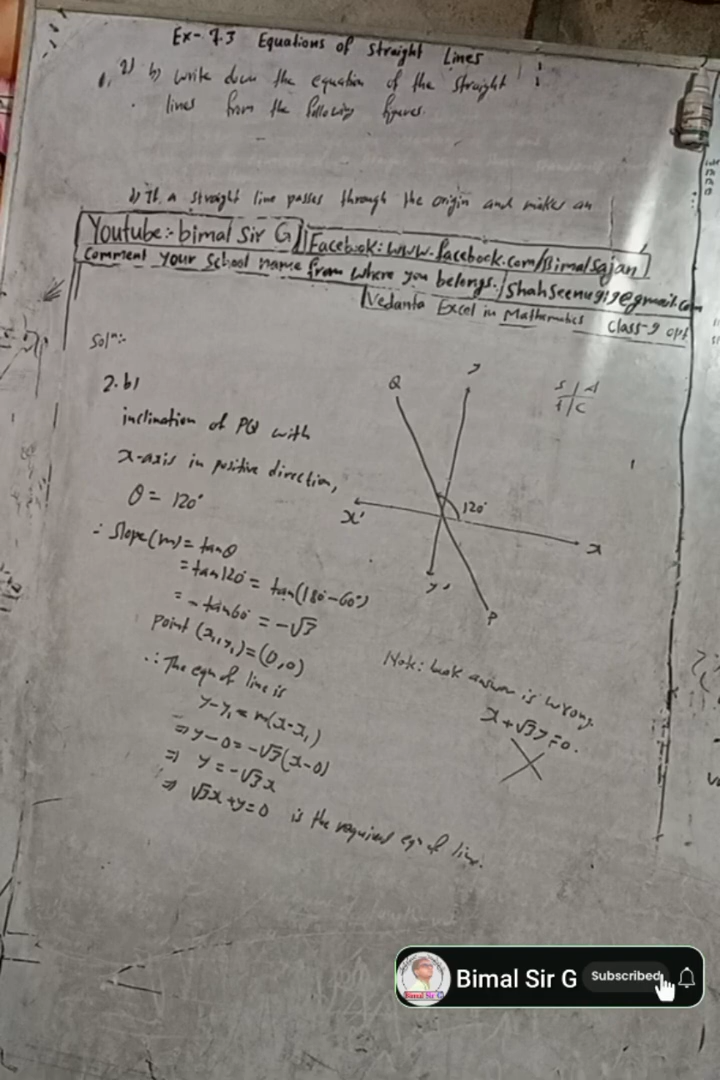 Ex- 7.3 Equations of Straight Lines
2) b) Write down the equation of the straight
lines from the following figures.
d) If a straight line passes through the origin and makes an
Youtube:- bimal Sir G
Facebook: www.facebook.com/Bimalsajan
Comment your School name from where you belongs.
shahseenu919@gmail.com
Vedanta Excel in Mathematics Class-9 opt
Solⁿ:-
2.b)
inclination of PQ with
x-axis in positive direction,
θ = 120°
∴ Slope(m) = tanθ
= tan120° = tan(180°-60°)
= -tan60° = -√3
Point (x₁,y₁) = (0,0)
∴ The eqn of line is
y-y₁ = m(x-x₁)
⇒ y-0 = -√3(x-0)
⇒ y = -√3x
⇒ √3x+y=0 is the required eqn of line.
Q
y
S A
T C
120°
x'
x
y'
P
Note: book answer is wrong.
x+√3y=0.
Bimal Sir G
Bimal Sir G
Subscribed